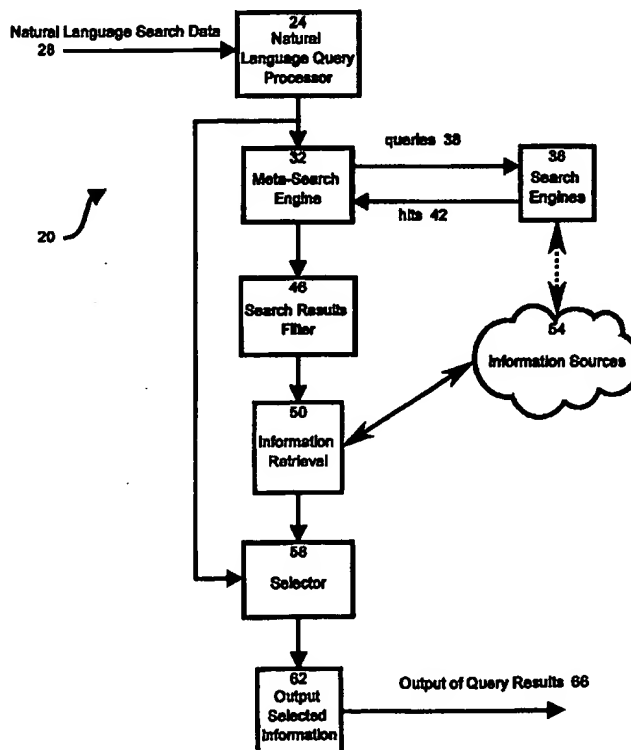 Natural Language Search Data
28
24
Natural
Language Query
Processor
queries 38
32
Meta-Search
Engine
38
Search
Engines
hits 42
20
46
Search Results
Filter
54
Information Sources
50
Information
Retrieval
58
Selector
62
Output
Selected
Information
Output of Query Results 66